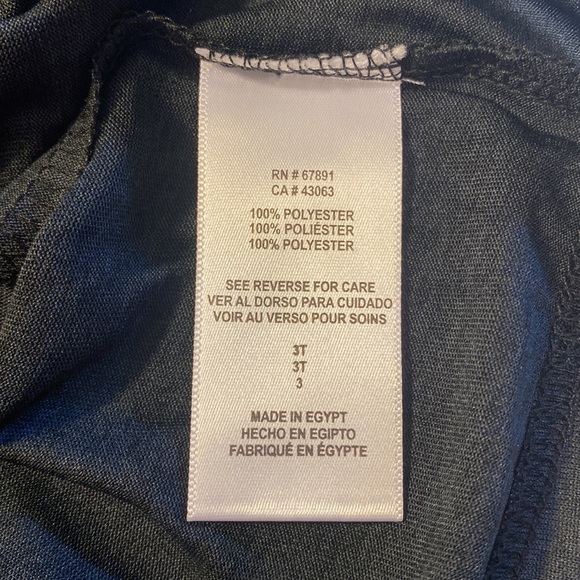 RN # 67891
CA # 43063
100% POLYESTER
100% POLIÉSTER
100% POLYESTER
SEE REVERSE FOR CARE
VER AL DORSO PARA CUIDADO
VOIR AU VERSO POUR SOINS
3T
3T
3
MADE IN EGYPT
HECHO EN EGIPTO
FABRIQUÉ EN ÉGYPTE